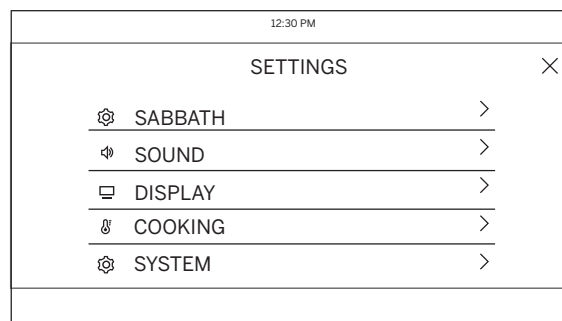 12:30 PM
SETTINGS
SABBATH
SOUND
DISPLAY
COOKING
SYSTEM